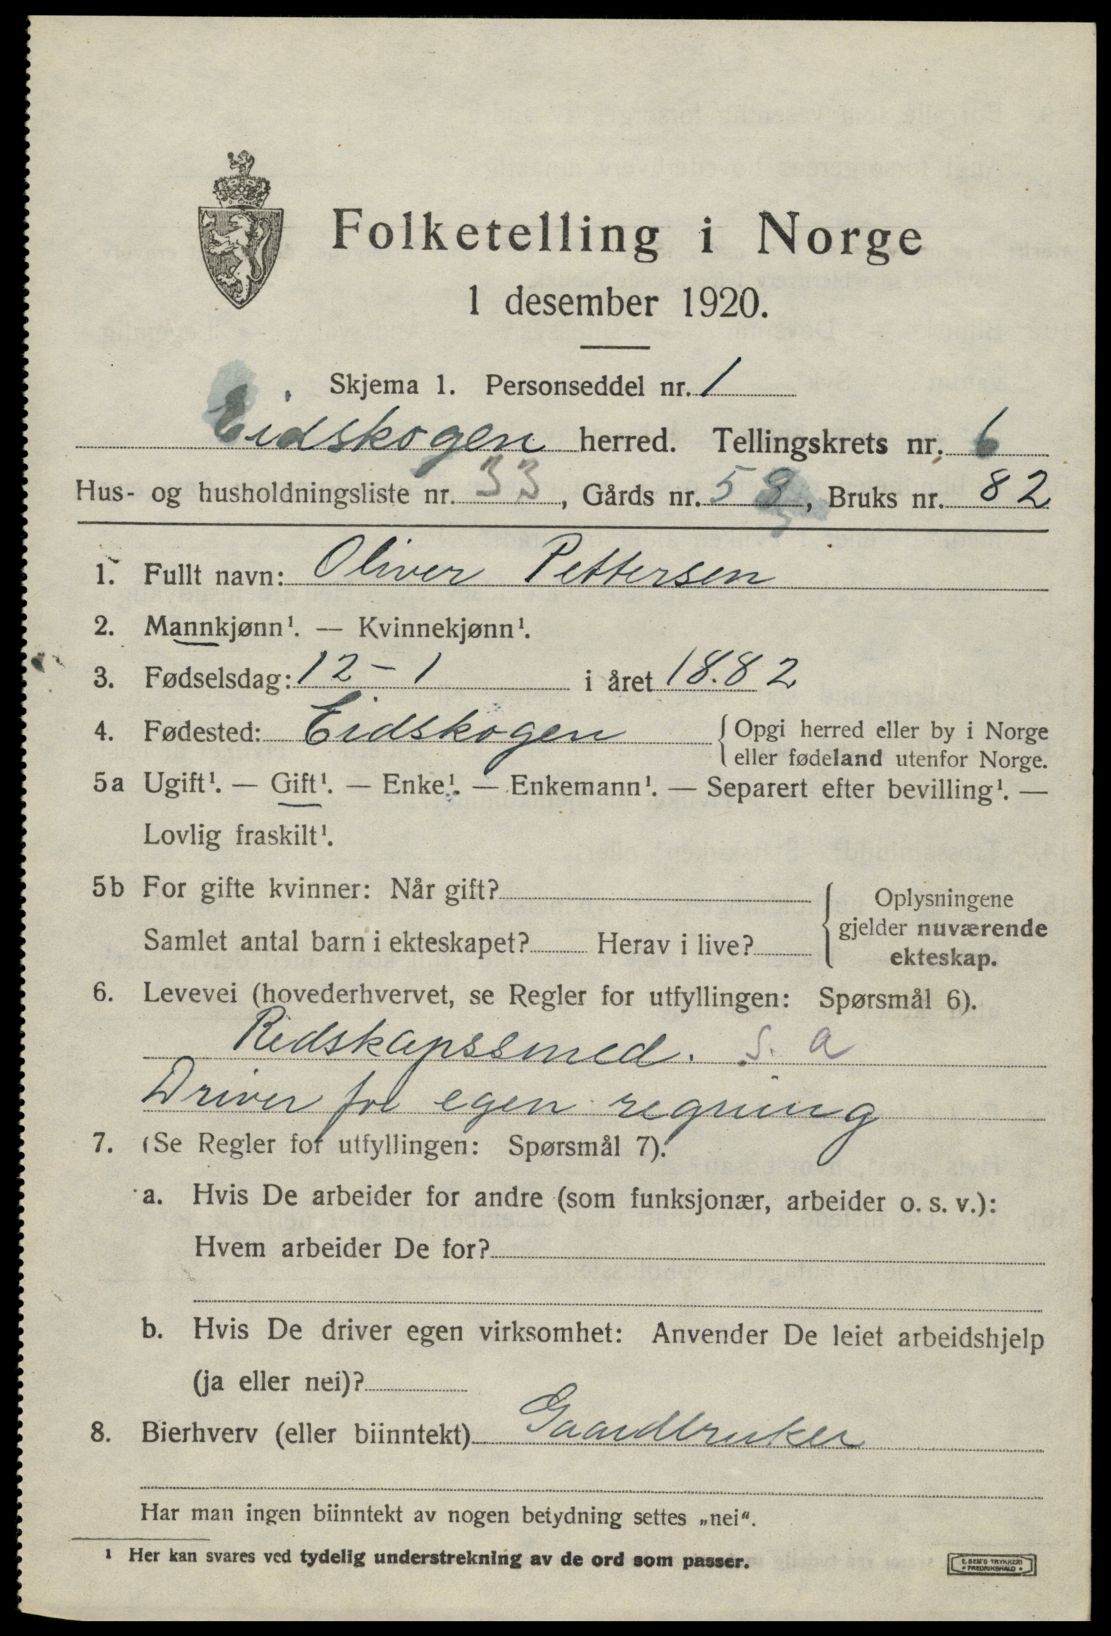 Folketelling i Norge
1 desember 1920.
Skjema 1. Personseddel nr. 1
Eidskogen herred. Tellingskrets nr. 6
Hus- og husholdningsliste nr. 33, Gårds nr. 58, Bruks nr. 82
1. Fullt navn: Oliver Pettersen
2. Mannkjønn¹. — Kvinnekjønn¹.
3. Fødselsdag: 12-1 i året 1882
4. Fødested: Eidskogen {Opgi herred eller by i Norge
eller fødeland utenfor Norge.
5a Ugift¹. — Gift¹. — Enke¹. — Enkemann¹. — Separert efter bevilling¹. —
Lovlig fraskilt¹.
5b For gifte kvinner: Når gift?
Samlet antal barn i ekteskapet? Herav i live?
Oplysningene
gjelder nuværende
ekteskap.
6. Levevei (hovederhvervet, se Regler for utfyllingen: Spørsmål 6).
Redskapssmed. S. a
Driver for egen regning
7. (Se Regler for utfyllingen: Spørsmål 7).
a. Hvis De arbeider for andre (som funksjonær, arbeider o. s. v.):
Hvem arbeider De for?
b. Hvis De driver egen virksomhet: Anvender De leiet arbeidshjelp
(ja eller nei)?
8. Bierhverv (eller biinntekt) Gaardbruker
Har man ingen biinntekt av nogen betydning settes „nei".
¹ Her kan svares ved tydelig understrekning av de ord som passer.
E. SEM'S TRYKKERI
• FREDRIKSHALD •